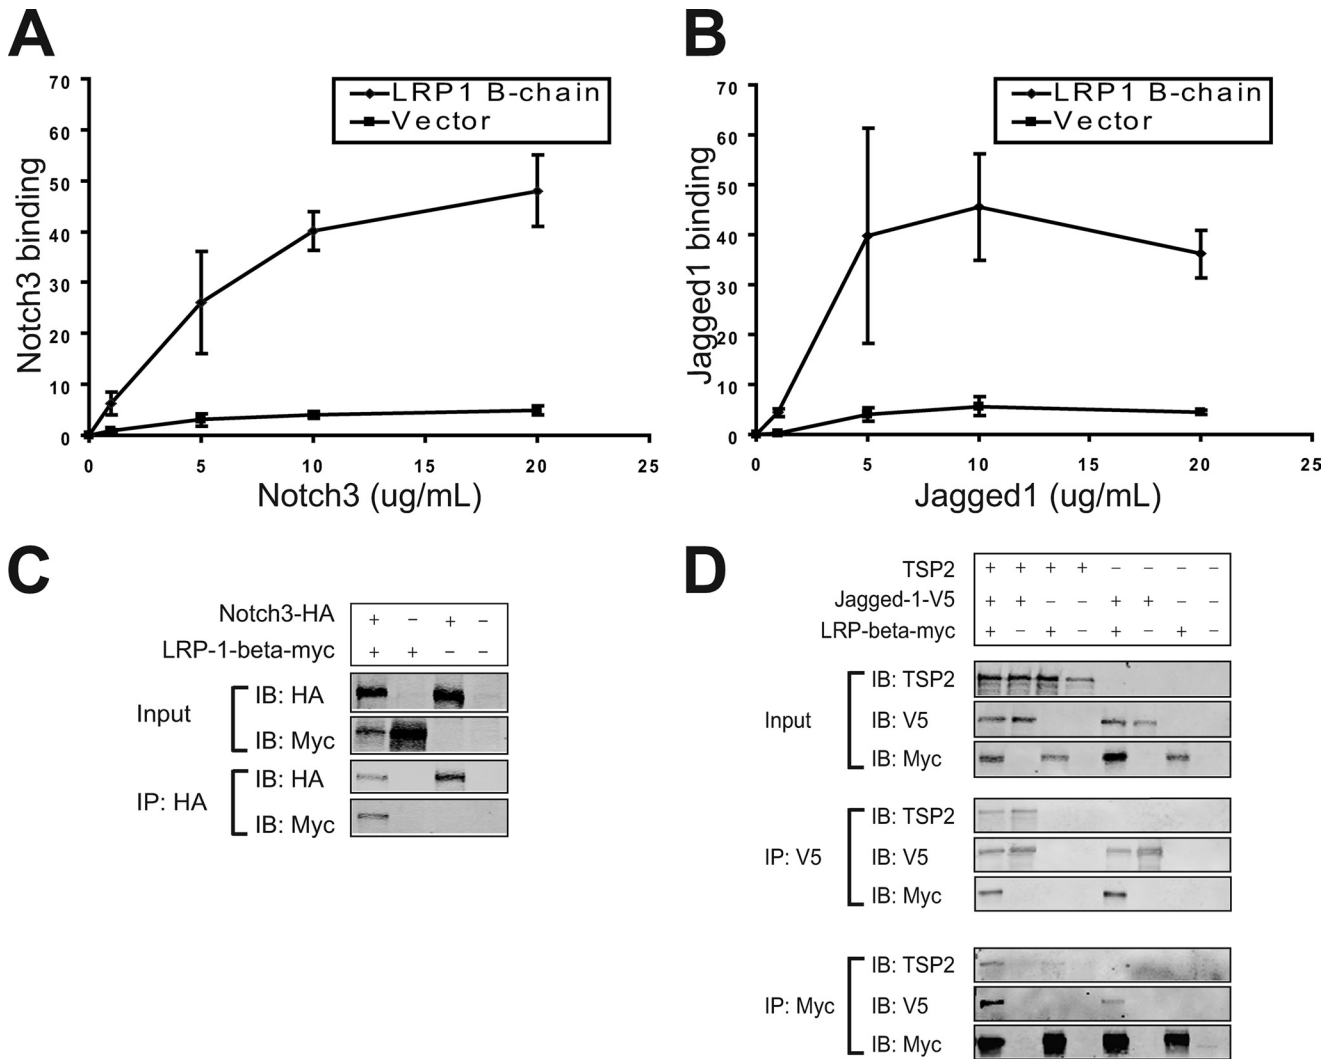 A
B
70
60
50
40
30
20
10
0
Notch3 binding
LRP1 B-chain
Vector
0 5 10 15 20 25
Notch3 (ug/mL)
70
60
50
40
30
20
10
0
Jagged1 binding
LRP1 B-chain
Vector
0 5 10 15 20 25
Jagged1 (ug/mL)
C
Notch3-HA + − + −
LRP-1-beta-myc + + − −
Input
IB: HA
IB: Myc
IP: HA
IB: HA
IB: Myc
D
TSP2 + + + + − − − −
Jagged-1-V5 + + − − + + − −
LRP-beta-myc + − + − + − + −
Input
IB: TSP2
IB: V5
IB: Myc
IP: V5
IB: TSP2
IB: V5
IB: Myc
IP: Myc
IB: TSP2
IB: V5
IB: Myc